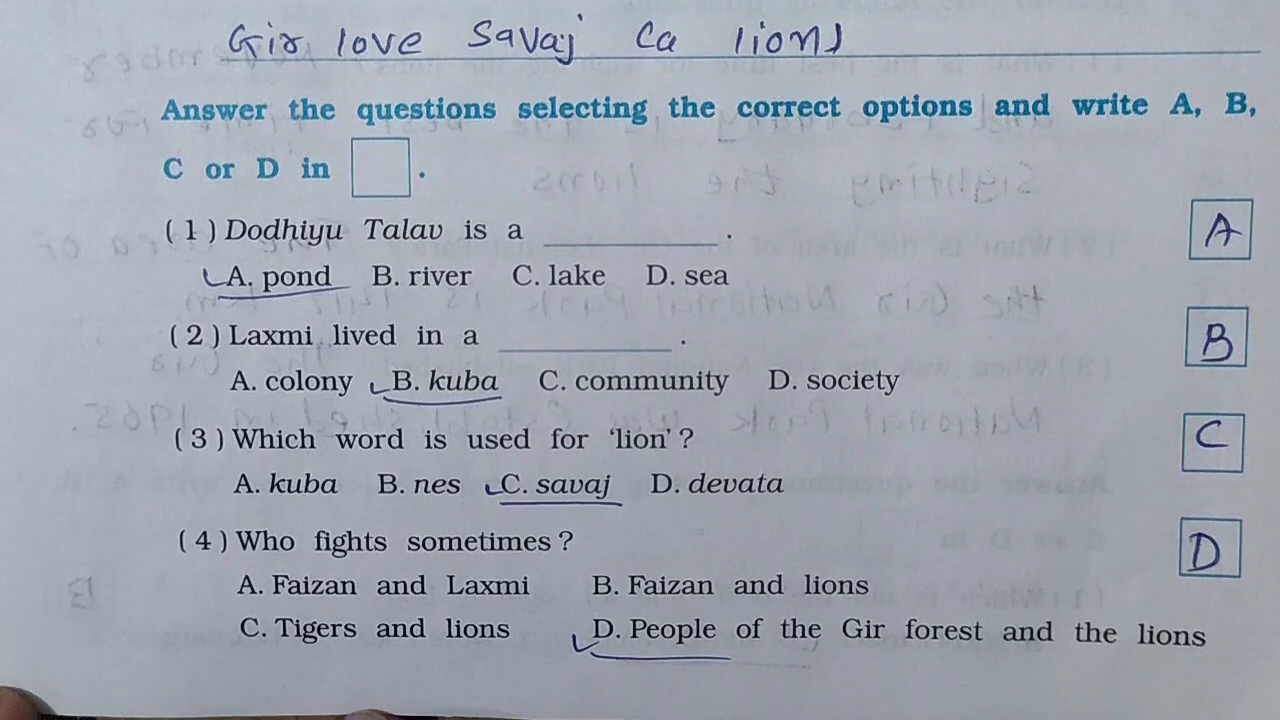 Gir love Savaj ca lions
Answer the questions selecting the correct options and write A, B,
C or D in .
( 1 ) Dodhiyu Talav is a ____________ .
A
A. pond B. river C. lake D. sea
( 2 ) Laxmi lived in a ____________ .
B
A. colony B. kuba C. community D. society
( 3 ) Which word is used for ‘lion’ ?
C
A. kuba B. nes C. savaj D. devata
( 4 ) Who fights sometimes ?
D
A. Faizan and Laxmi B. Faizan and lions
C. Tigers and lions D. People of the Gir forest and the lions